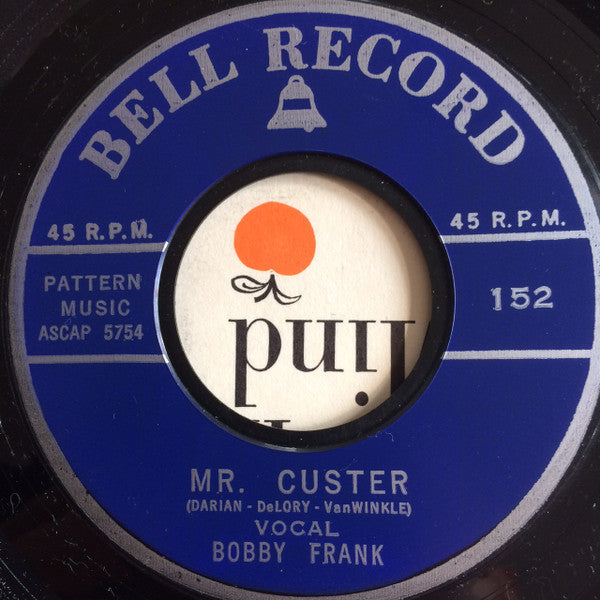 BELL RECORD
45 R.P.M.
45 R.P.M.
PATTERN
MUSIC
ASCAP 5754
152
MR. CUSTER
(DARIAN - DeLORY - VanWINKLE)
VOCAL
BOBBY FRANK